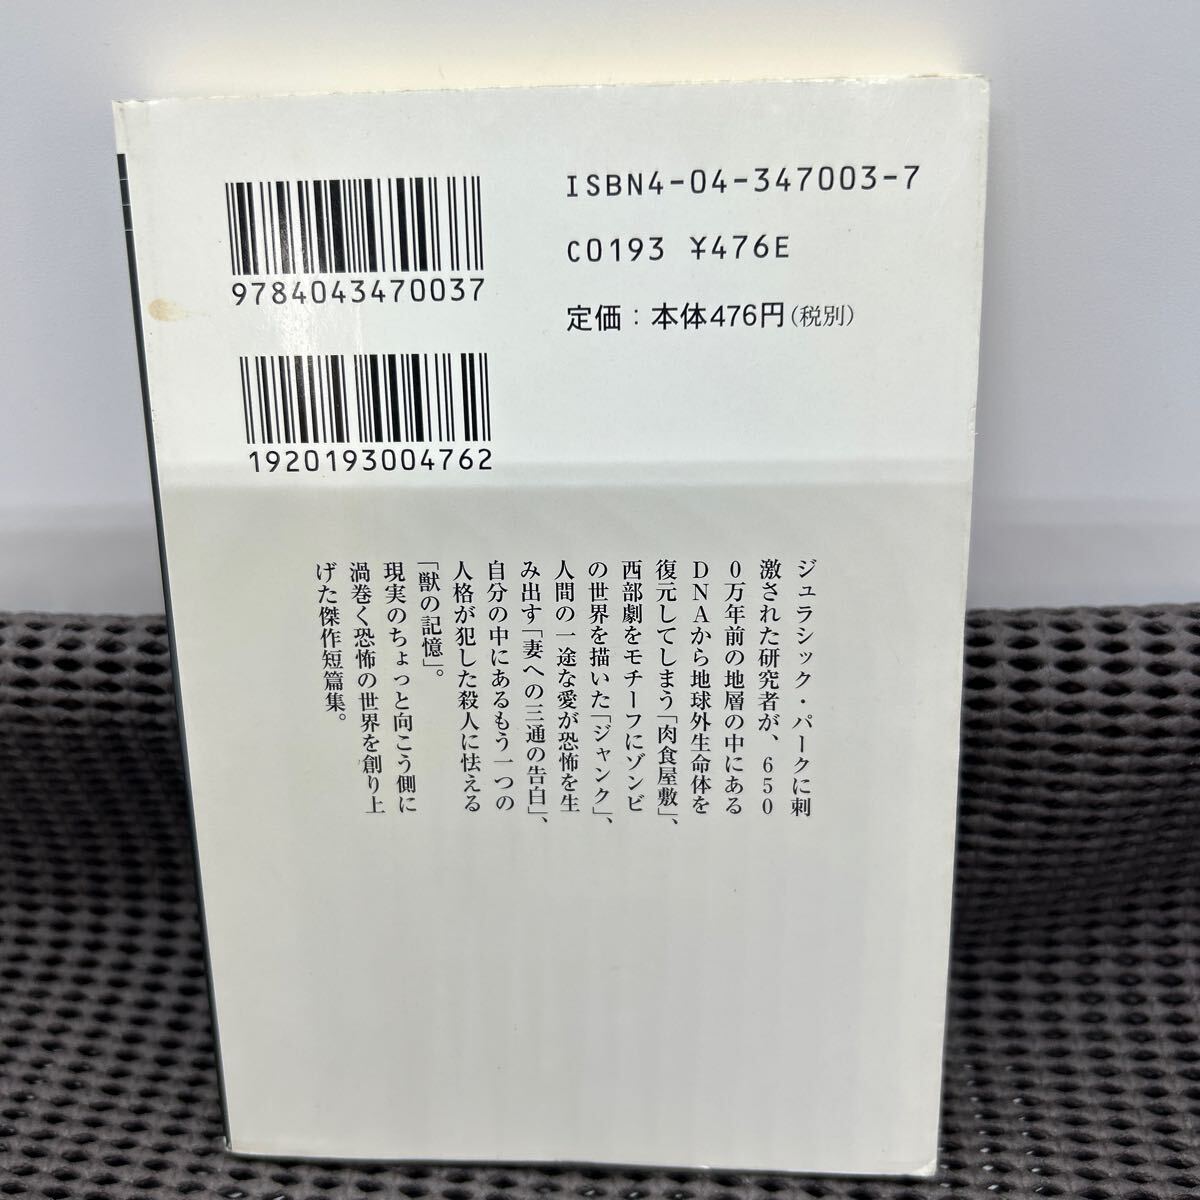 9784043470037
ISBN4-04-347003-7
C0193 ¥476E
定価：本体476円（税別）
1920193004762
ジュラシック・パークに刺
激された研究者が、650
0万年前の地層の中にある
DNAから地球外生命体を
復元してしまう「肉食屋敷」、
西部劇をモチーフにゾンビ
の世界を描いた「ジャンク」、
人間の一途な愛が恐怖を生
み出す「妻への三通の告白」、
自分の中にあるもう一つの
人格が犯した殺人に怯える
「獣の記憶」。
現実のちょっと向こう側に
渦巻く恐怖の世界を創り上
げた傑作短篇集。